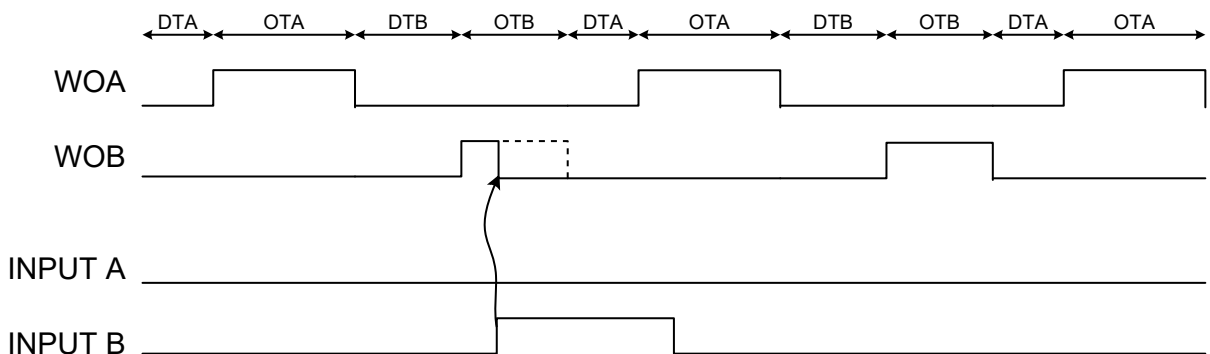 DTA OTA DTB OTB DTA OTA DTB OTB DTA OTA
WOA
WOB
INPUT A
INPUT B